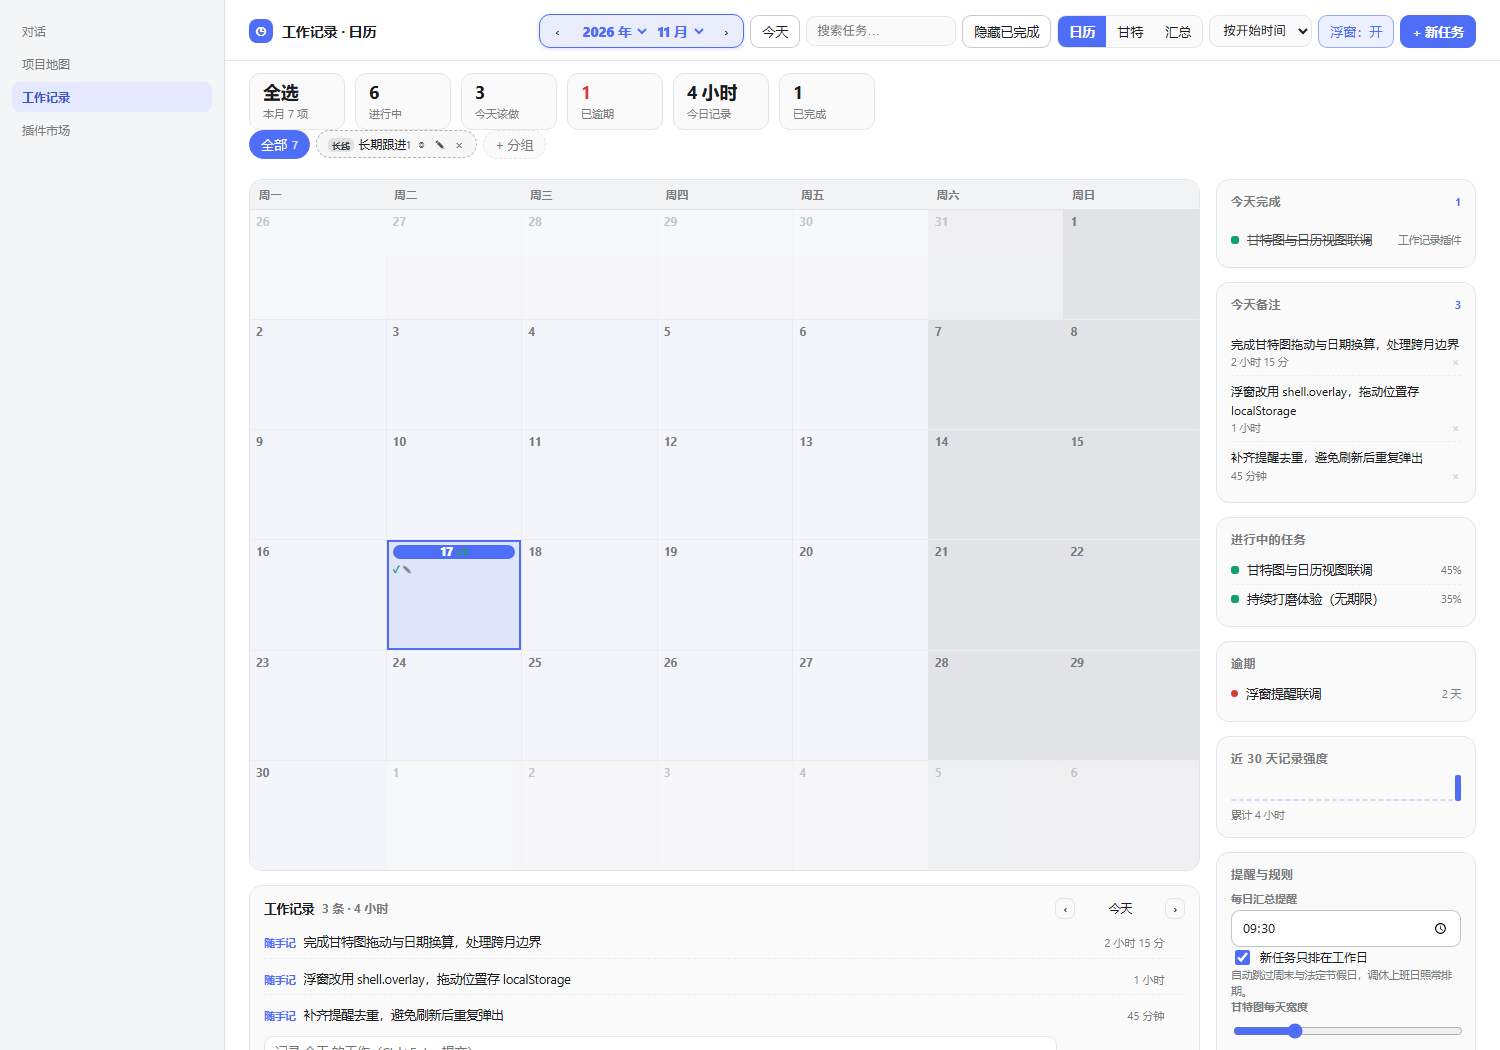 对话
项目地图
工作记录
插件市场
工作记录 · 日历
‹ 2026 年 11 月 › 今天 搜索任务... 隐藏已完成 日历 甘特 汇总 按开始时间 浮窗：开 + 新任务
全选 6 3 1 4 小时 1
本月 7 项 进行中 今天该做 已逾期 今日记录 已完成
全部 7 长线 长期跟进 1 × + 分组
周一 周二 周三 周四 周五 周六 周日
26 27 28 29 30 31 1
2 3 4 5 6 7 8
9 10 11 12 13 14 15
16 17 18 19 20 21 22
✓
23 24 25 26 27 28 29
30 1 2 3 4 5 6
工作记录 3 条 · 4 小时 ‹ 今天 ›
随手记 完成甘特图拖动与日期换算，处理跨月边界 2 小时 15 分
随手记 浮窗改用 shell.overlay，拖动位置存 localStorage 1 小时
随手记 补齐提醒去重，避免刷新后重复弹出 45 分钟
今天完成 1
甘特图与日历视图联调 工作记录插件
今天备注 3
完成甘特图拖动与日期换算，处理跨月边界
2 小时 15 分 ×
浮窗改用 shell.overlay，拖动位置存
localStorage
1 小时 ×
补齐提醒去重，避免刷新后重复弹出
45 分钟 ×
进行中的任务
甘特图与日历视图联调 45%
持续打磨体验（无期限） 35%
逾期
浮窗提醒联调 2 天
近 30 天记录强度
累计 4 小时
提醒与规则
每日汇总提醒
09:30
新任务只排在工作日
自动跳过周末与法定节假日，调休上班日照常排
期。
甘特图每天宽度